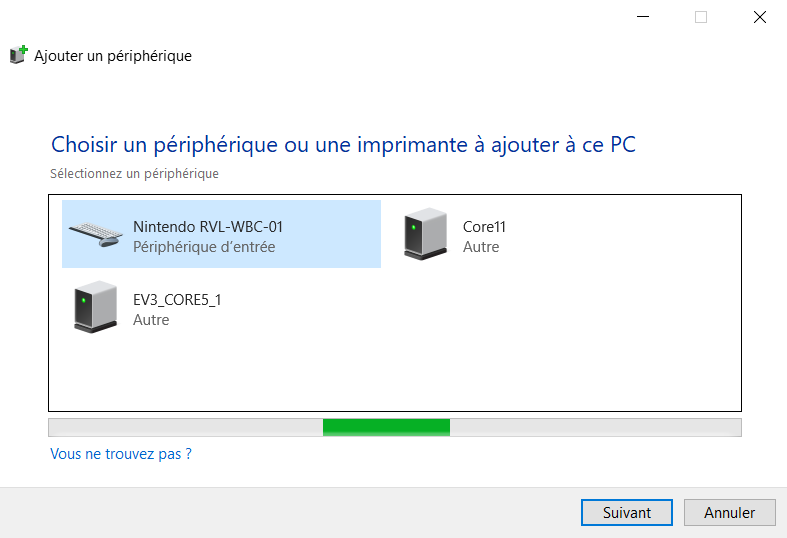 Ajouter un périphérique
Choisir un périphérique ou une imprimante à ajouter à ce PC
Sélectionnez un périphérique
Nintendo RVL-WBC-01
Périphérique d’entrée
Core11
Autre
EV3_CORE5_1
Autre
Vous ne trouvez pas ?
Suivant
Annuler